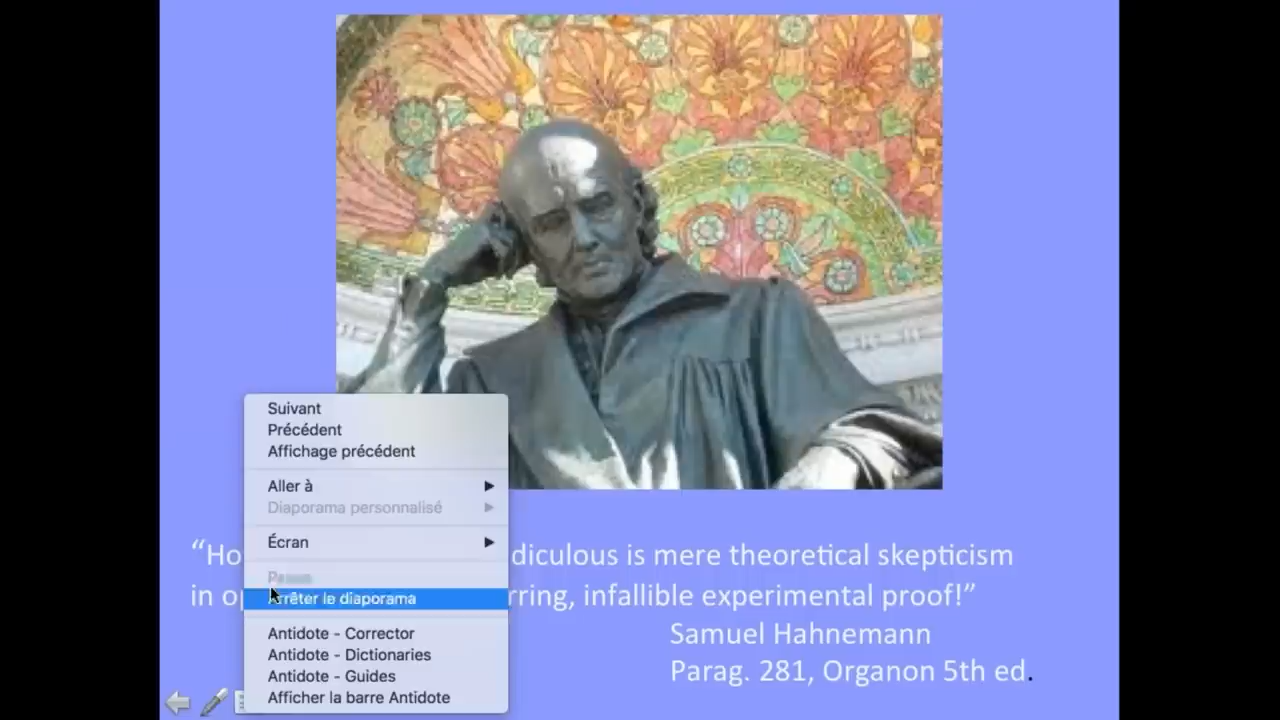 Suivant
Précédent
Affichage précédent
Aller à
Diaporama personnalisé
Écran
Pause
Arrêter le diaporama
Antidote - Corrector
Antidote - Dictionaries
Antidote - Guides
Afficher la barre Antidote
“Ho diculous is mere theoretical skepticism
in op rring, infallible experimental proof!”
Samuel Hahnemann
Parag. 281, Organon 5th ed.